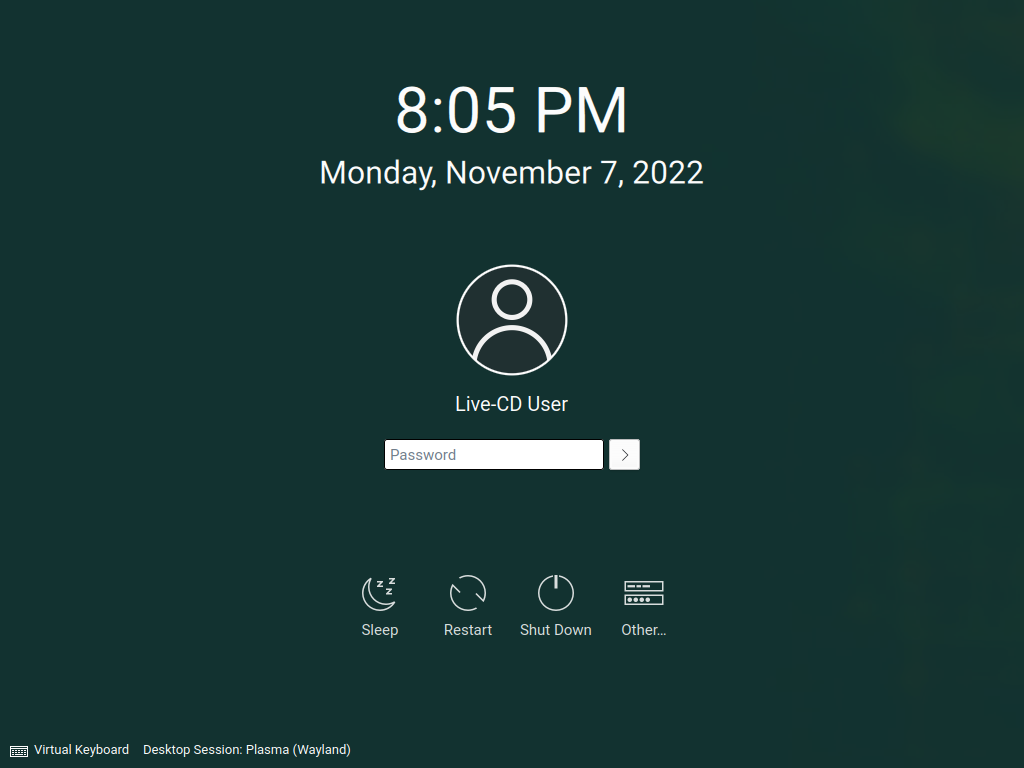 8:05 PM
Monday, November 7, 2022
Live-CD User
Password
Sleep
Restart
Shut Down
Other...
Virtual Keyboard
Desktop Session: Plasma (Wayland)